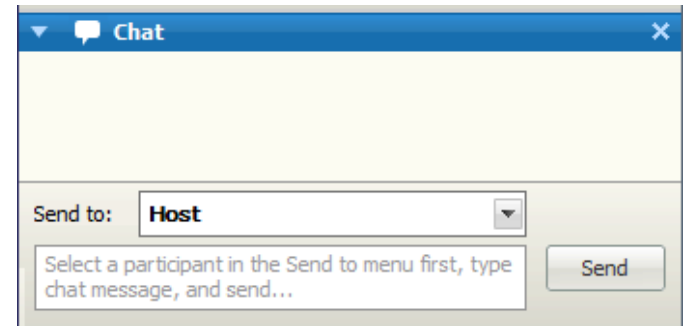 Chat
Send to: Host
Select a participant in the Send to menu first, type
chat message, and send...
Send